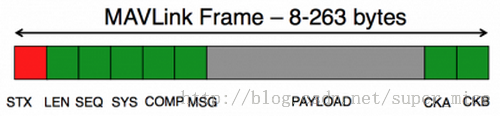 MAVLink Frame – 8-263 bytes
STX LEN SEQ SYS COMP MSG PAYLOAD CKA CKB